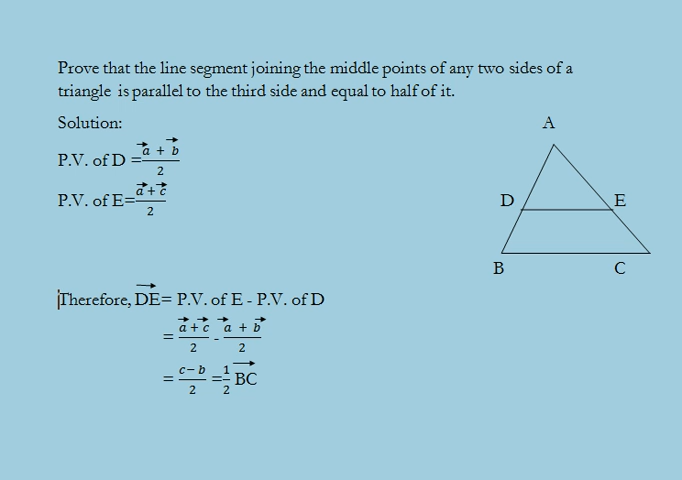 Prove that the line segment joining the middle points of any two sides of a
triangle is parallel to the third side and equal to half of it.
Solution:
P.V. of D = (a⃗ + b⃗)/2
P.V. of E= (a⃗+c⃗)/2
A
D E
B C
Therefore, DE⃗= P.V. of E - P.V. of D
= (a⃗+c⃗)/2 - (a⃗ + b⃗)/2
= (c− b)/2 = 1/2 BC⃗